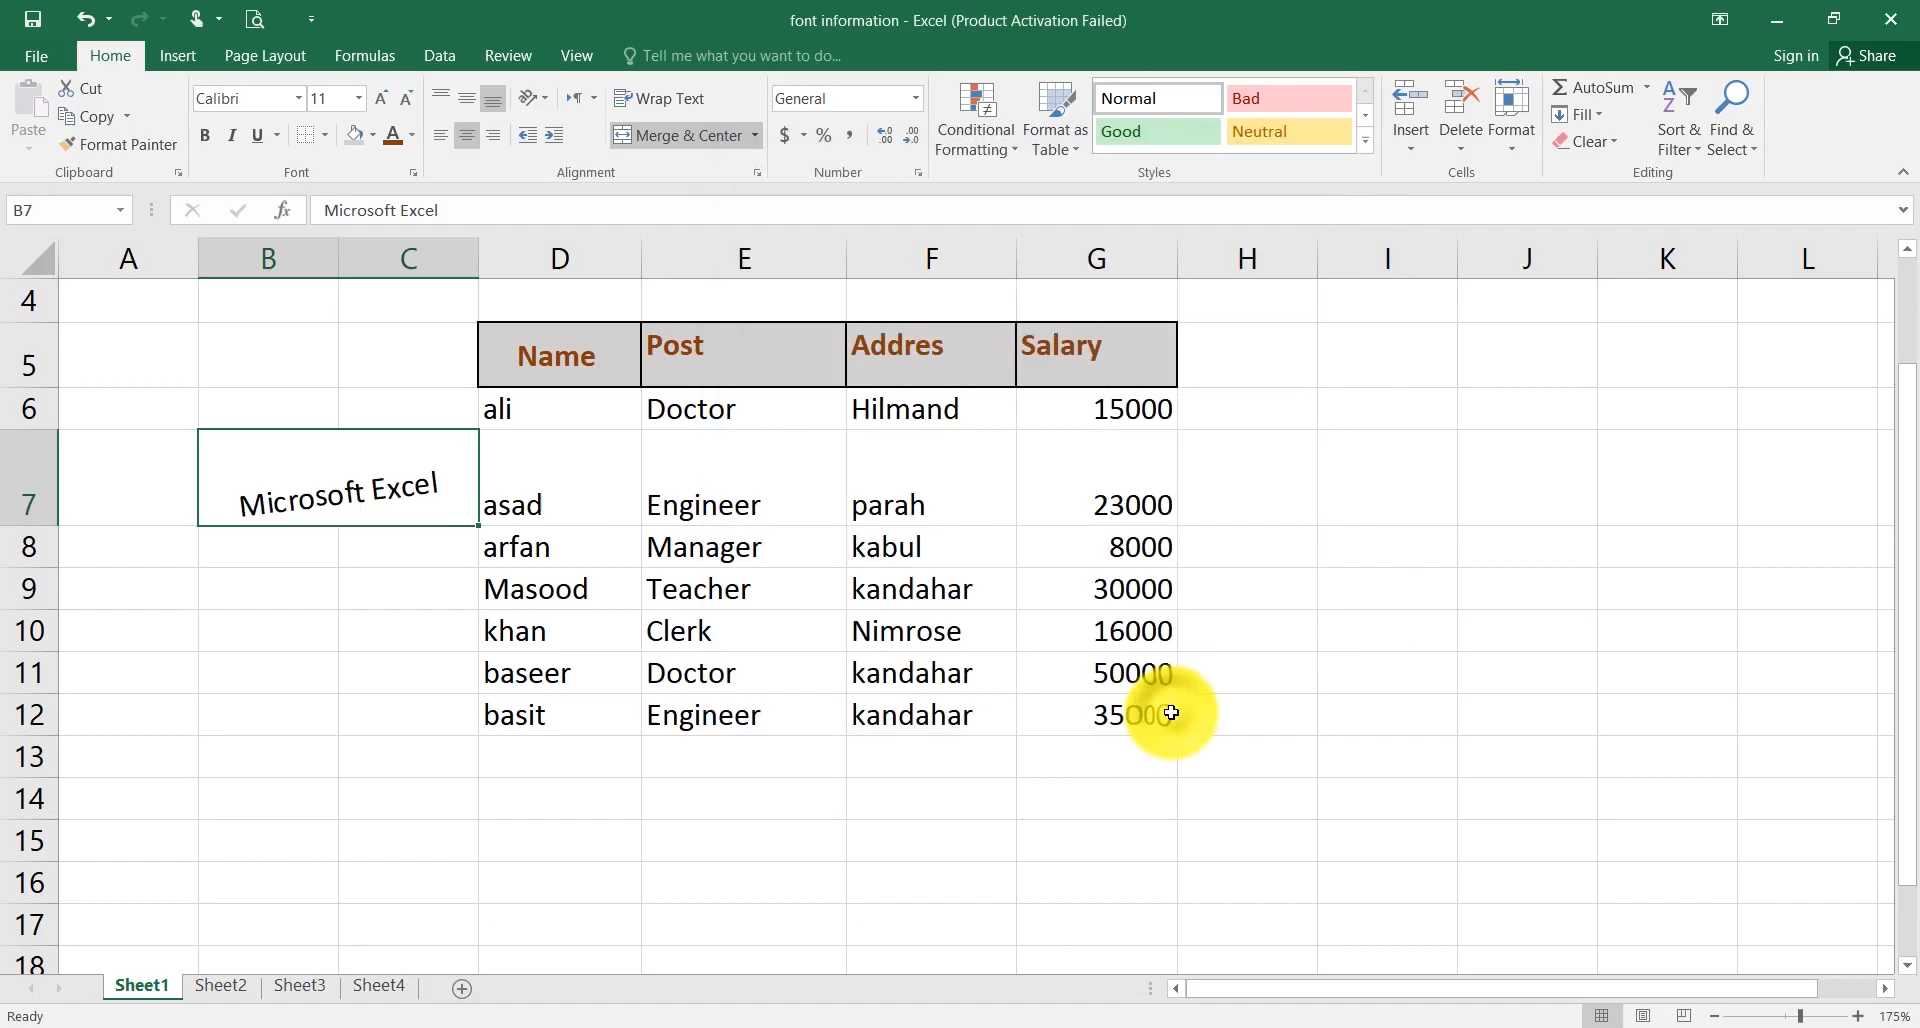 font information - Excel (Product Activation Failed)
File Home Insert Page Layout Formulas Data Review View Tell me what you want to do... Sign in Share
Paste Cut Copy Format Painter Clipboard
Calibri 11 B I U A Font
Wrap Text Merge & Center Alignment
General $ % , Number
Conditional Formatting Format as Table Normal Bad Good Neutral Styles
Insert Delete Format Cells
AutoSum Fill Clear Sort & Filter Find & Select Editing
B7 fx Microsoft Excel
A B C D E F G H I J K L
4
5 Name Post Addres Salary
6 ali Doctor Hilmand 15000
7 Microsoft Excel asad Engineer parah 23000
8 arfan Manager kabul 8000
9 Masood Teacher kandahar 30000
10 khan Clerk Nimrose 16000
11 baseer Doctor kandahar 50000
12 basit Engineer kandahar 35000
13
14
15
16
17
18
Sheet1 Sheet2 Sheet3 Sheet4
Ready 175%